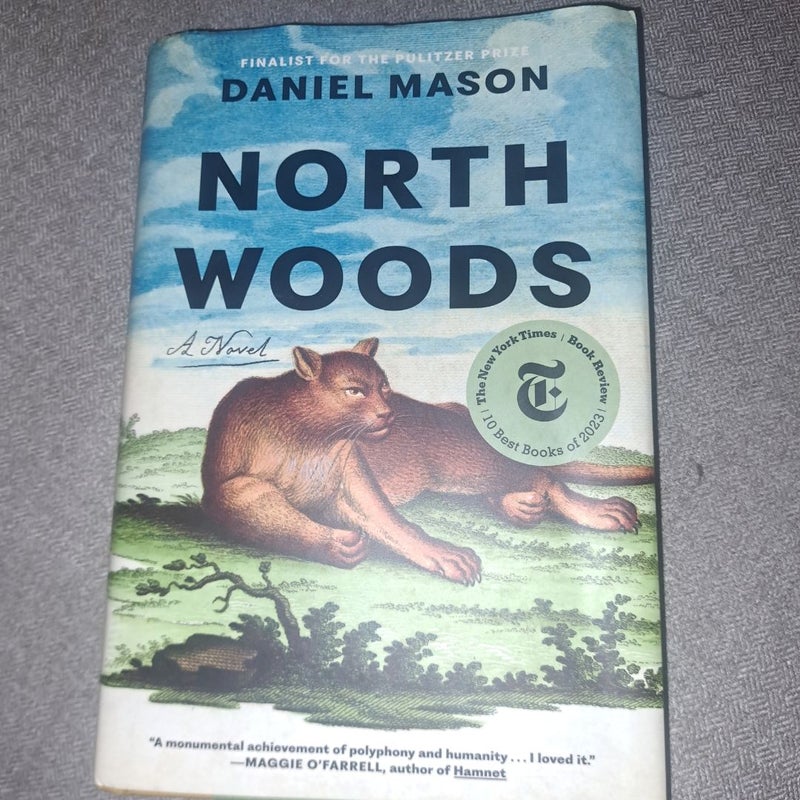 FINALIST FOR THE PULITZER PRIZE
DANIEL MASON
NORTH
WOODS
A Novel
The New York Times | Book Review
T
| 10 Best Books of 2023 |
“A monumental achievement of polyphony and humanity . . . I loved it.”
—MAGGIE O’FARRELL, author of Hamnet